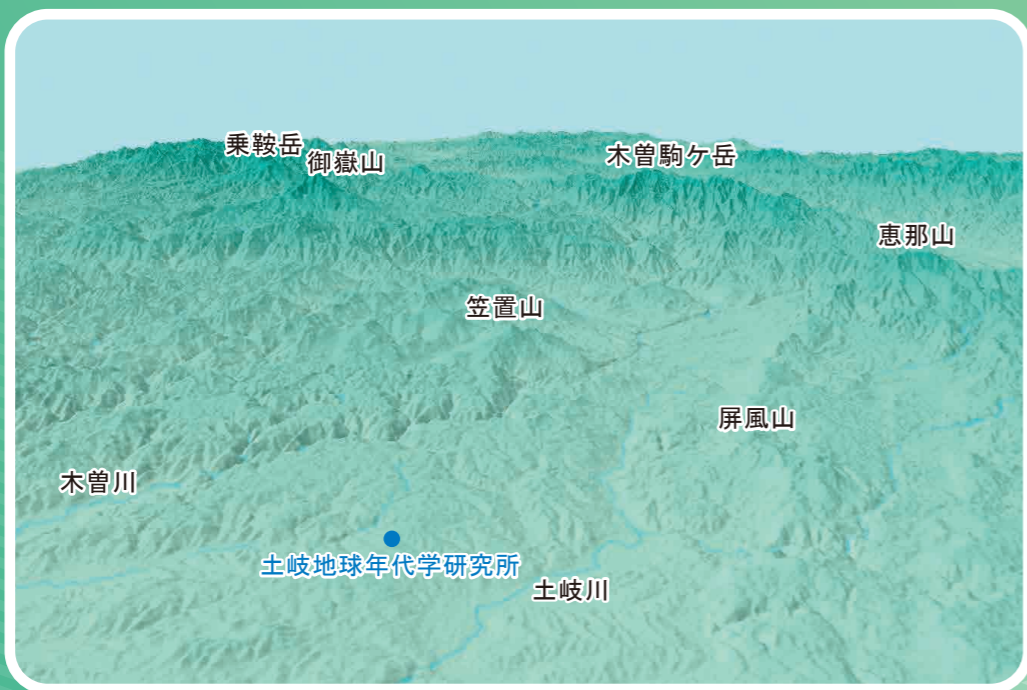 乗鞍岳
御嶽山
木曽駒ケ岳
恵那山
笠置山
屏風山
木曽川
土岐地球年代学研究所
土岐川